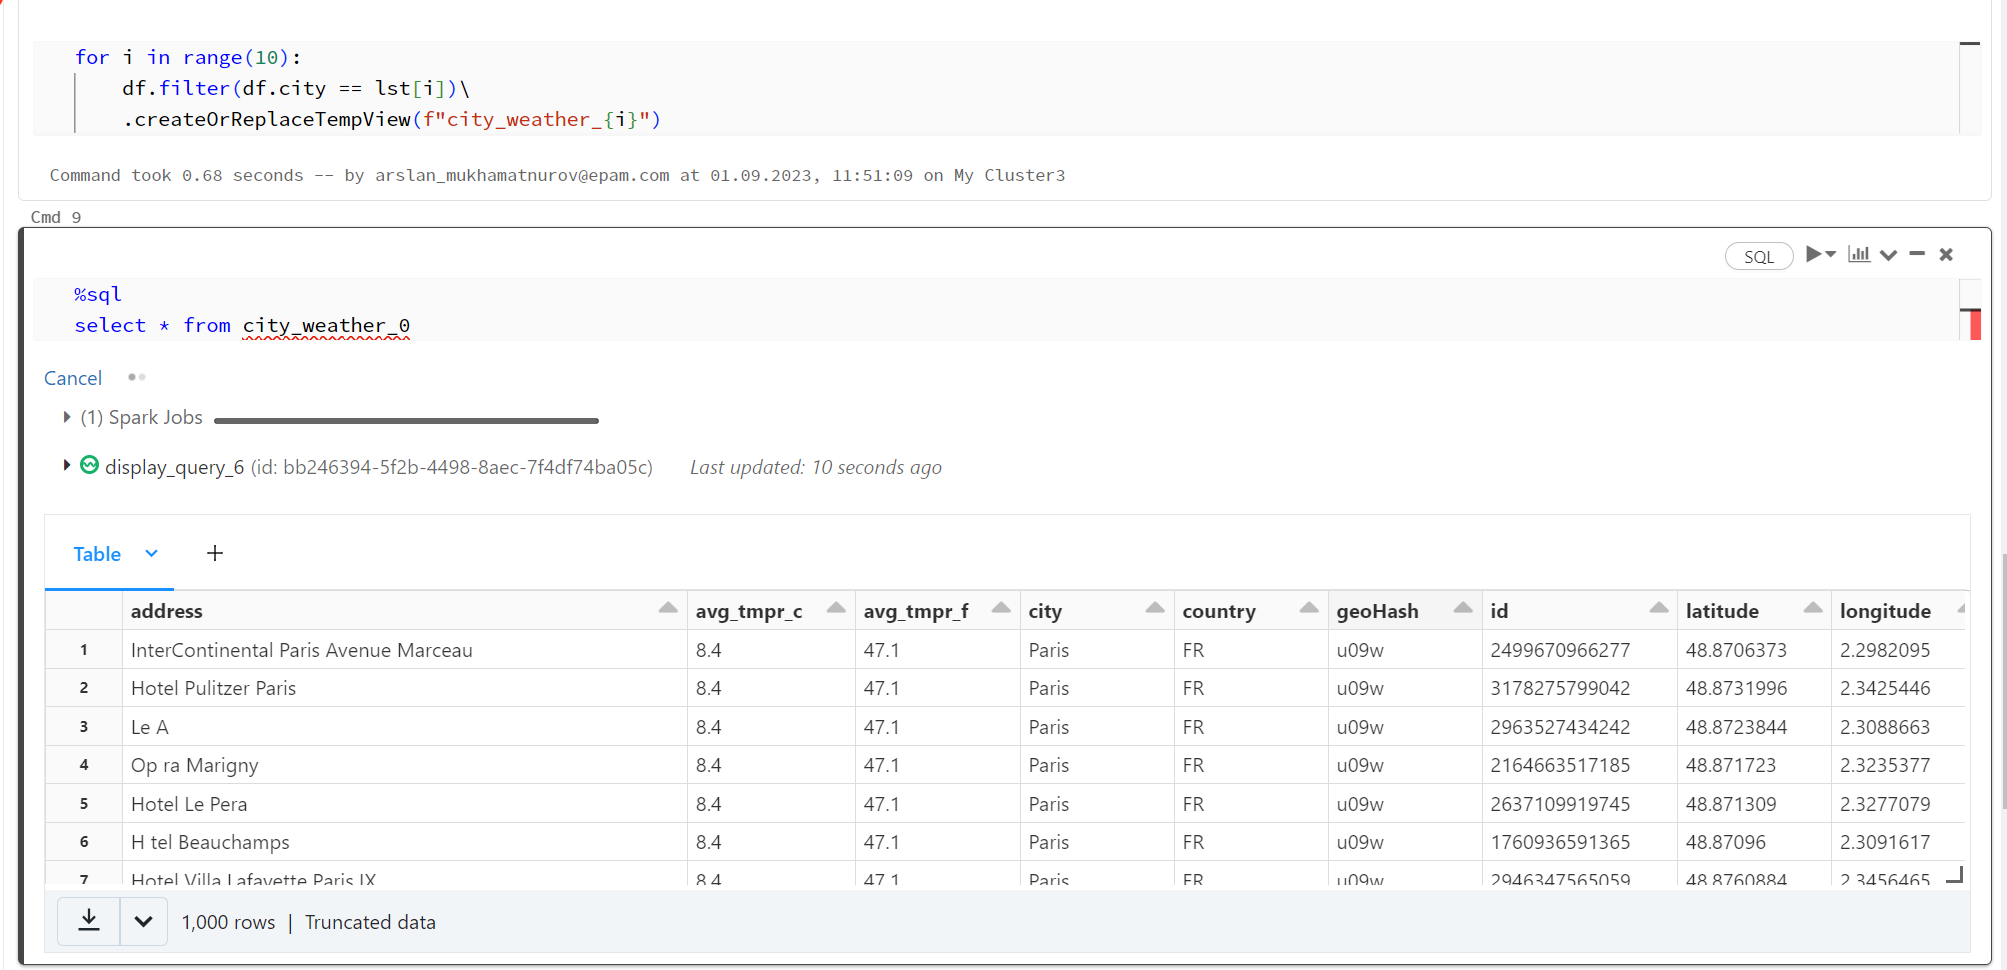 for i in range(10):
df.filter(df.city == lst[i])\
.createOrReplaceTempView(f"city_weather_{i}")
Command took 0.68 seconds -- by arslan_mukhamatnurov@epam.com at 01.09.2023, 11:51:09 on My Cluster3
Cmd 9
SQL
%sql
select * from city_weather_0
Cancel
(1) Spark Jobs
display_query_6 (id: bb246394-5f2b-4498-8aec-7f4df74ba05c) Last updated: 10 seconds ago
Table +
address avg_tmpr_c avg_tmpr_f city country geoHash id latitude longitude
1 InterContinental Paris Avenue Marceau 8.4 47.1 Paris FR u09w 2499670966277 48.8706373 2.2982095
2 Hotel Pulitzer Paris 8.4 47.1 Paris FR u09w 3178275799042 48.8731996 2.3425446
3 Le A 8.4 47.1 Paris FR u09w 2963527434242 48.8723844 2.3088663
4 Op ra Marigny 8.4 47.1 Paris FR u09w 2164663517185 48.871723 2.3235377
5 Hotel Le Pera 8.4 47.1 Paris FR u09w 2637109919745 48.871309 2.3277079
6 H tel Beauchamps 8.4 47.1 Paris FR u09w 1760936591365 48.87096 2.3091617
7 Hotel Villa Lafayette Paris IX 8.4 47.1 Paris FR u09w 2946347565059 48.8760884 2.3456465
1,000 rows | Truncated data